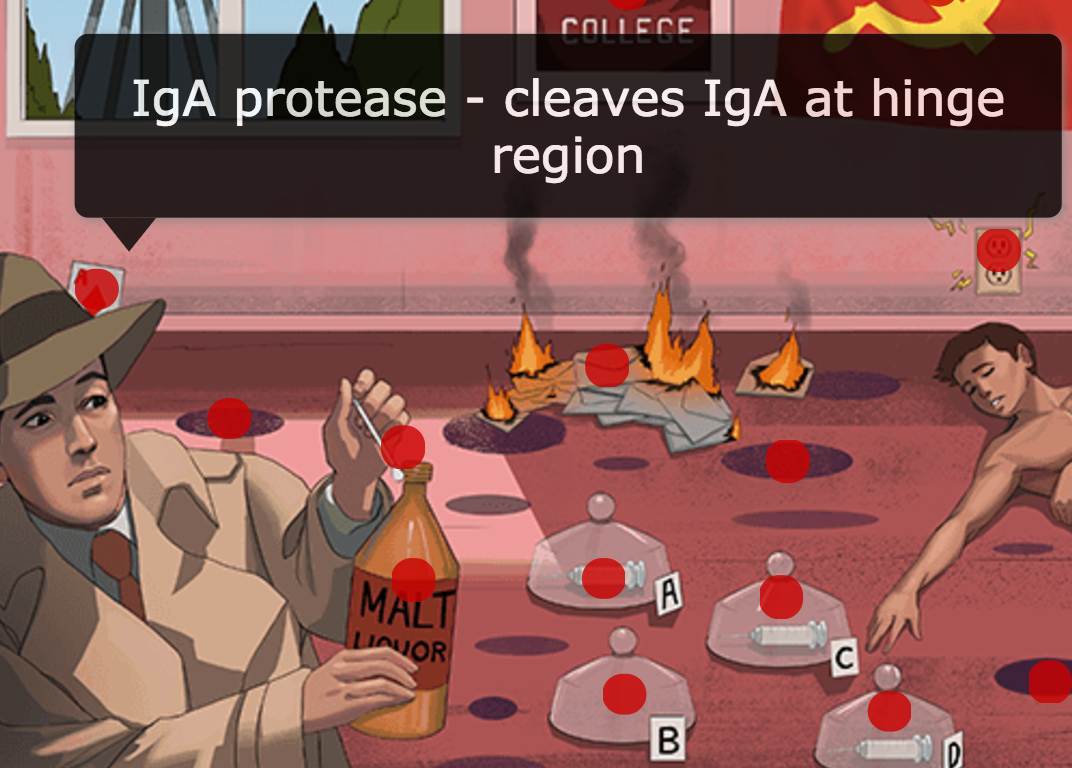 COLLEGE
IgA protease - cleaves IgA at hinge
region
A
MALT
LIQUOR
A
C
B
D